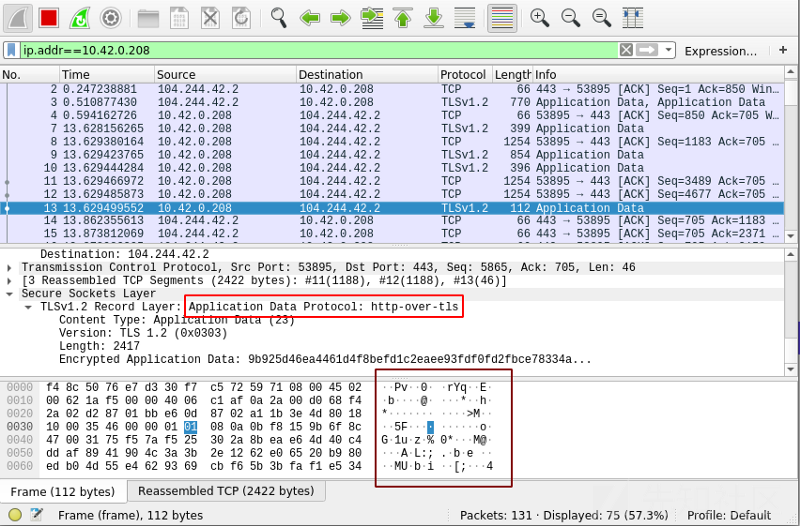 ip.addr==10.42.0.208 Expression… +
No. Time Source Destination Protocol Length Info
2 0.247238881 104.244.42.2 10.42.0.208 TCP 66 443 → 53895 [ACK] Seq=1 Ack=850 Win…
3 0.510877430 104.244.42.2 10.42.0.208 TLSv1.2 770 Application Data, Application Data
4 0.594162726 10.42.0.208 104.244.42.2 TCP 66 53895 → 443 [ACK] Seq=850 Ack=705 W…
7 13.628156265 10.42.0.208 104.244.42.2 TLSv1.2 399 Application Data
8 13.629380164 10.42.0.208 104.244.42.2 TCP 1254 53895 → 443 [ACK] Seq=1183 Ack=705 …
9 13.629423765 10.42.0.208 104.244.42.2 TLSv1.2 854 Application Data
10 13.629444284 10.42.0.208 104.244.42.2 TLSv1.2 396 Application Data
11 13.629466972 10.42.0.208 104.244.42.2 TCP 1254 53895 → 443 [ACK] Seq=3489 Ack=705 …
12 13.629485873 10.42.0.208 104.244.42.2 TCP 1254 53895 → 443 [ACK] Seq=4677 Ack=705 …
13 13.629499552 10.42.0.208 104.244.42.2 TLSv1.2 112 Application Data
14 13.862355613 104.244.42.2 10.42.0.208 TCP 66 443 → 53895 [ACK] Seq=705 Ack=1183 …
15 13.873812069 104.244.42.2 10.42.0.208 TCP 66 443 → 53895 [ACK] Seq=705 Ack=2371 …
Destination: 104.244.42.2
Transmission Control Protocol, Src Port: 53895, Dst Port: 443, Seq: 5865, Ack: 705, Len: 46
[3 Reassembled TCP Segments (2422 bytes): #11(1188), #12(1188), #13(46)]
Secure Sockets Layer
TLSv1.2 Record Layer: Application Data Protocol: http-over-tls
Content Type: Application Data (23)
Version: TLS 1.2 (0x0303)
Length: 2417
Encrypted Application Data: 9b925d46ea4461d4f8befd1c2eaee93fdf0fd2fbce78334a...
0000 f4 8c 50 76 e7 d3 30 f7 c5 72 59 71 08 00 45 02 ··Pv··0· ·rYq··E·
0010 00 62 1a f5 00 00 40 06 c1 af 0a 2a 00 d0 68 f4 ·b····@· ···*··h·
0020 2a 02 d2 87 01 bb e6 0d 87 02 a1 1b 3e 4d 80 18 *······· ····>M··
0030 10 00 35 46 00 00 01 01 08 0a 0b f8 15 9b 6f 8c ··5F···· ······o·
0040 47 00 31 75 f5 7a f5 25 30 2a 8b ea e6 4d 40 c4 G·1u·z·% 0*···M@·
0050 dd af 89 41 90 4c 3a 3b 2e 12 62 e0 65 20 b9 80 ···A·L:; .·b·e ··
0060 ed b0 4d 55 e4 62 93 69 cb f6 5b 3b fa f1 e5 34 ··MU·b·i ··[;···4
Frame (112 bytes) Reassembled TCP (2422 bytes)
Frame (frame), 112 bytes Packets: 131 · Displayed: 75 (57.3%) Profile: Default